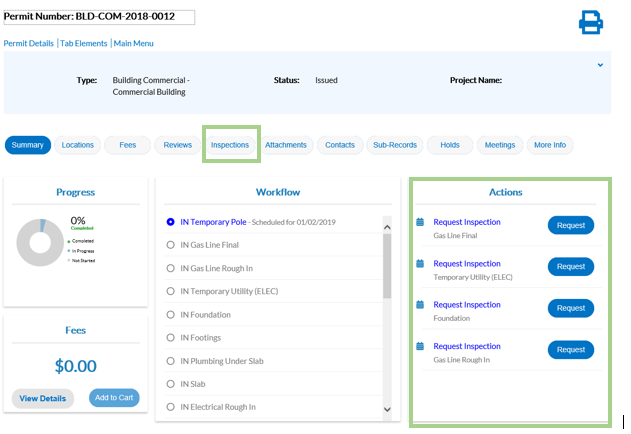 Permit Number: BLD-COM-2018-0012
Permit Details | Tab Elements | Main Menu
Type: Building Commercial - Commercial Building
Status: Issued
Project Name:
Summary
Locations
Fees
Reviews
Inspections
Attachments
Contacts
Sub-Records
Holds
Meetings
More Info
Progress
0%
Completed
Completed
In Progress
Not Started
Fees
$0.00
View Details
Add to Cart
Workflow
IN Temporary Pole - Scheduled for 01/02/2019
IN Gas Line Final
IN Gas Line Rough In
IN Temporary Utility (ELEC)
IN Foundation
IN Footings
IN Plumbing Under Slab
IN Slab
IN Electrical Rough In
Actions
Request Inspection
Gas Line Final
Request
Request Inspection
Temporary Utility (ELEC)
Request
Request Inspection
Foundation
Request
Request Inspection
Gas Line Rough In
Request